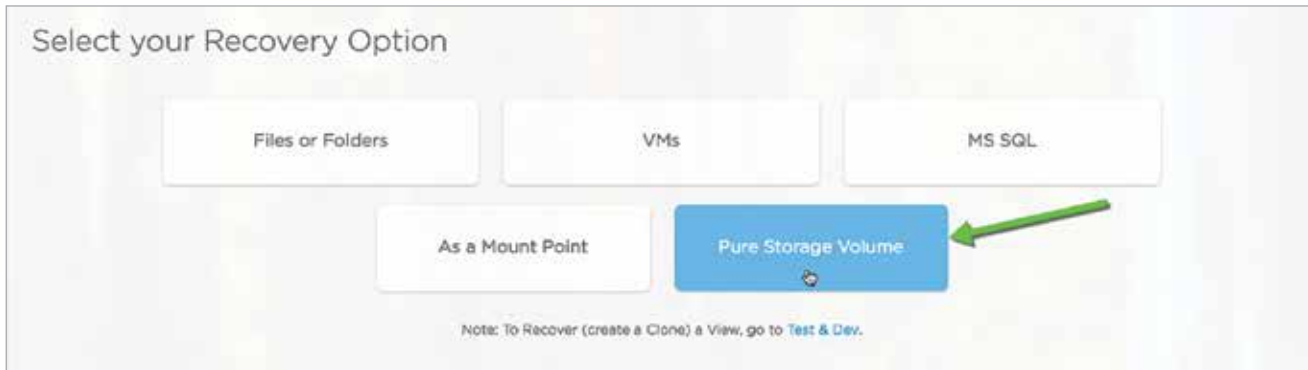 Select your Recovery Option
Files or Folders
VMs
MS SQL
As a Mount Point
Pure Storage Volume
Note: To Recover (create a Clone) a View, go to Test & Dev.